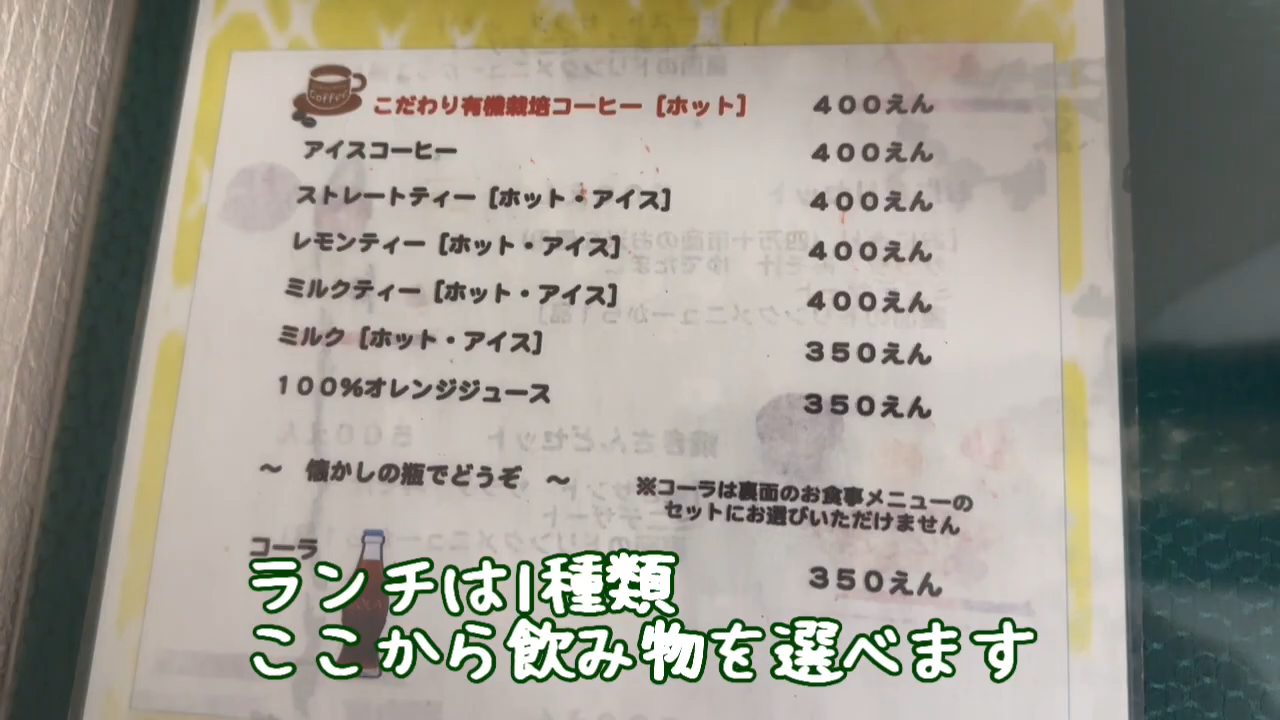 Coffee
こだわり有機栽培コーヒー［ホット］ ４００えん
アイスコーヒー ４００えん
ストレートティー［ホット・アイス］ ４００えん
レモンティー［ホット・アイス］ ４００えん
ミルクティー［ホット・アイス］ ４００えん
ミルク［ホット・アイス］ ３５０えん
１００％オレンジジュース ３５０えん
～ 懐かしの瓶でどうぞ ～
※コーラは裏面のお食事メニューの
セットにお選びいただけません
コーラ ３５０えん
ランチは1種類
ここから飲み物を選べます